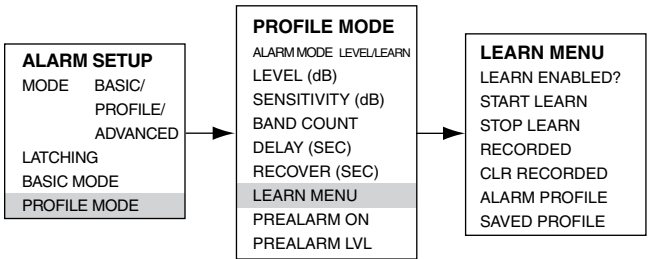 ALARM SETUP
MODE BASIC/
PROFILE/
ADVANCED
LATCHING
BASIC MODE
PROFILE MODE
PROFILE MODE
ALARM MODE LEVEL/LEARN
LEVEL (dB)
SENSITIVITY (dB)
BAND COUNT
DELAY (SEC)
RECOVER (SEC)
LEARN MENU
PREALARM ON
PREALARM LVL
LEARN MENU
LEARN ENABLED?
START LEARN
STOP LEARN
RECORDED
CLR RECORDED
ALARM PROFILE
SAVED PROFILE